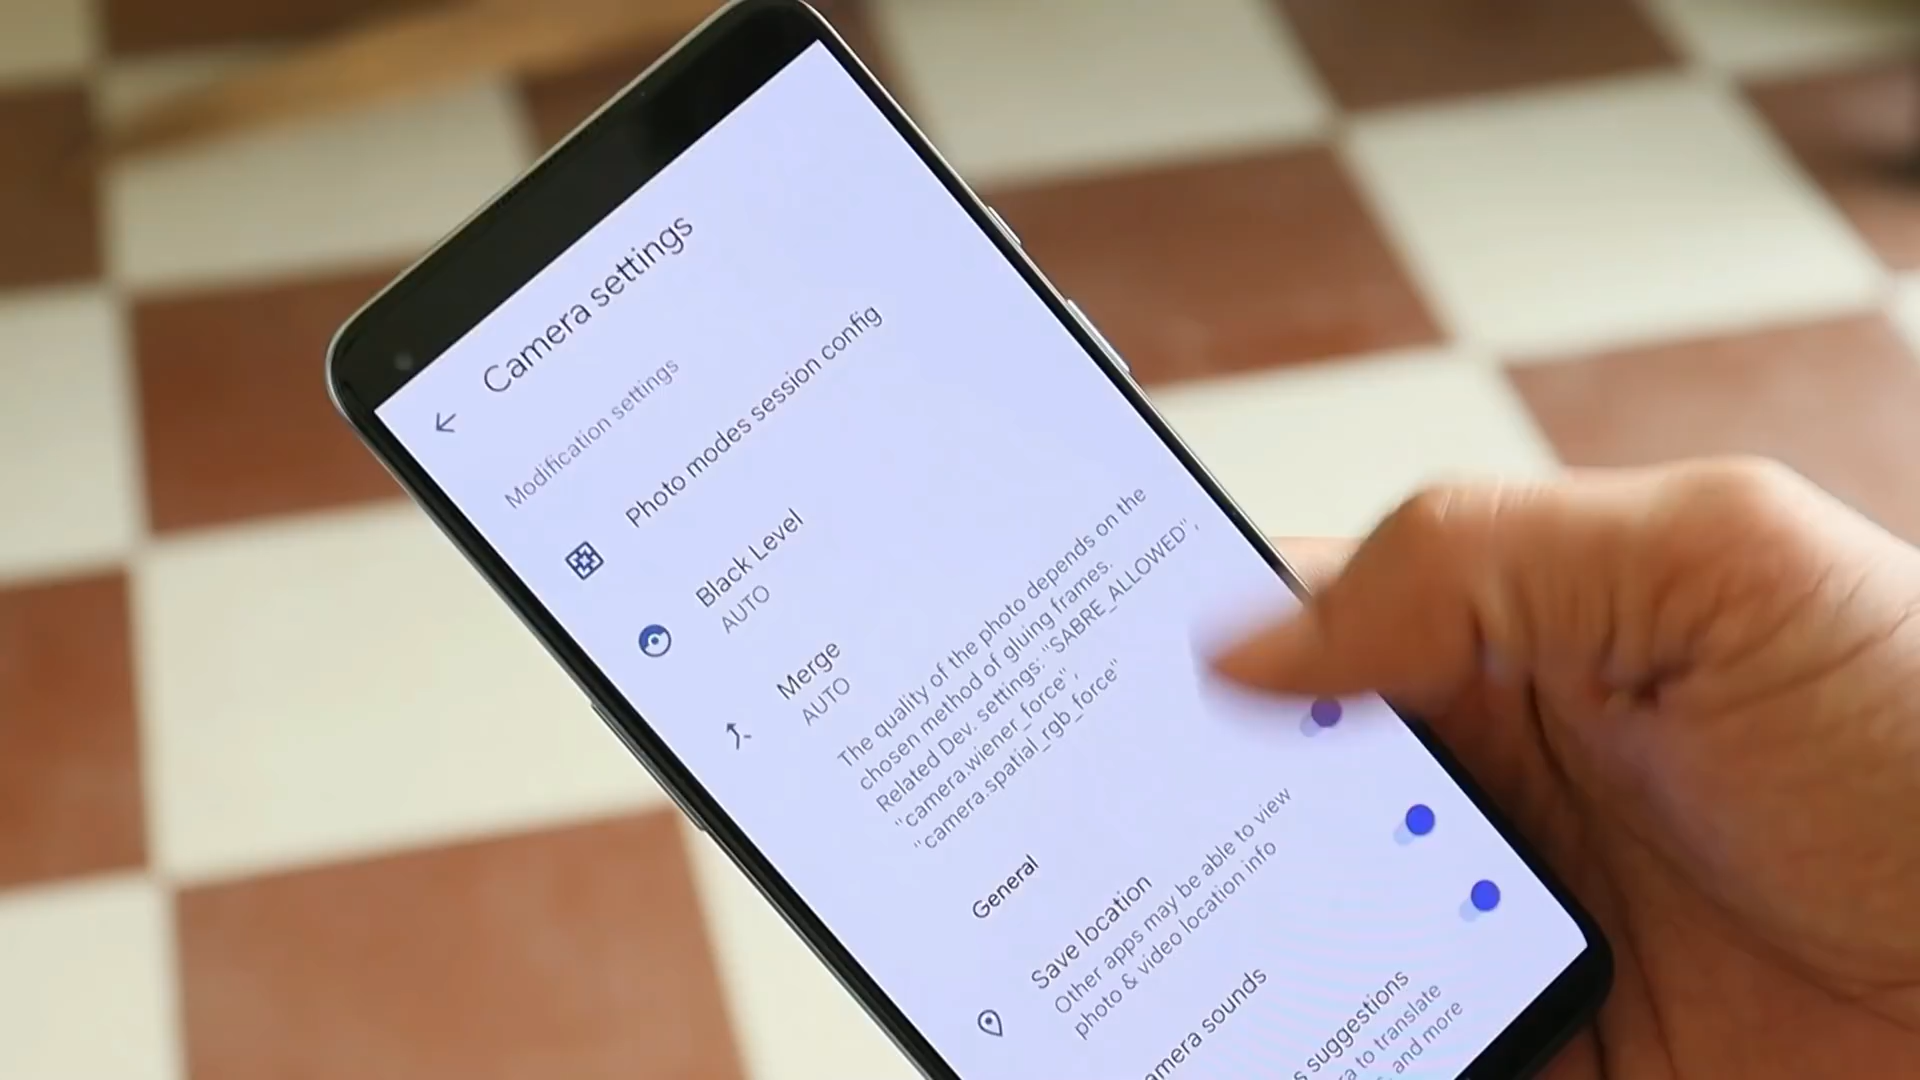 Camera settings
Modification settings
Photo modes session config
Black Level
AUTO
Merge
AUTO
The quality of the photo depends on the
chosen method of gluing frames.
Related Dev. settings: "SABRE_ALLOWED",
"camera.wiener_force",
"camera.spatial_rgb_force"
General
Save location
Other apps may be able to view
photo & video location info
amera sounds
s suggestions
ra to translate
and more